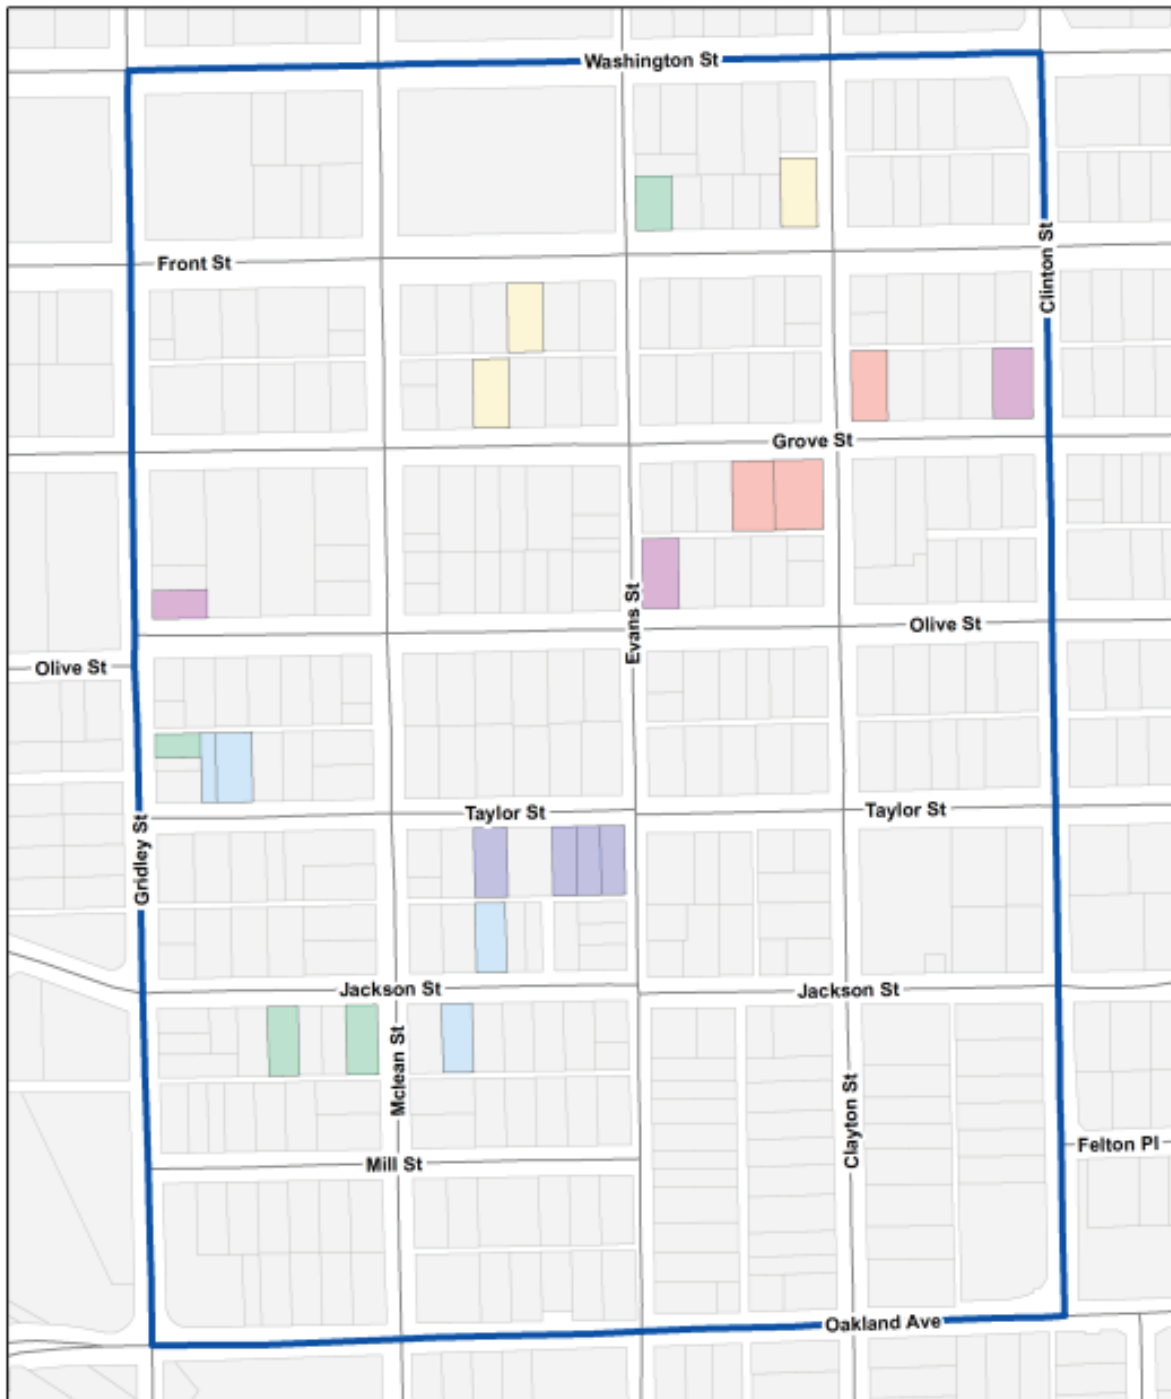 Washington St
Clinton St
Front St
Grove St
Evans St
Olive St
Olive St
Taylor St
Taylor St
Gridley St
Jackson St
Jackson St
Mclean St
Clayton St
Felton Pl
Mill St
Oakland Ave